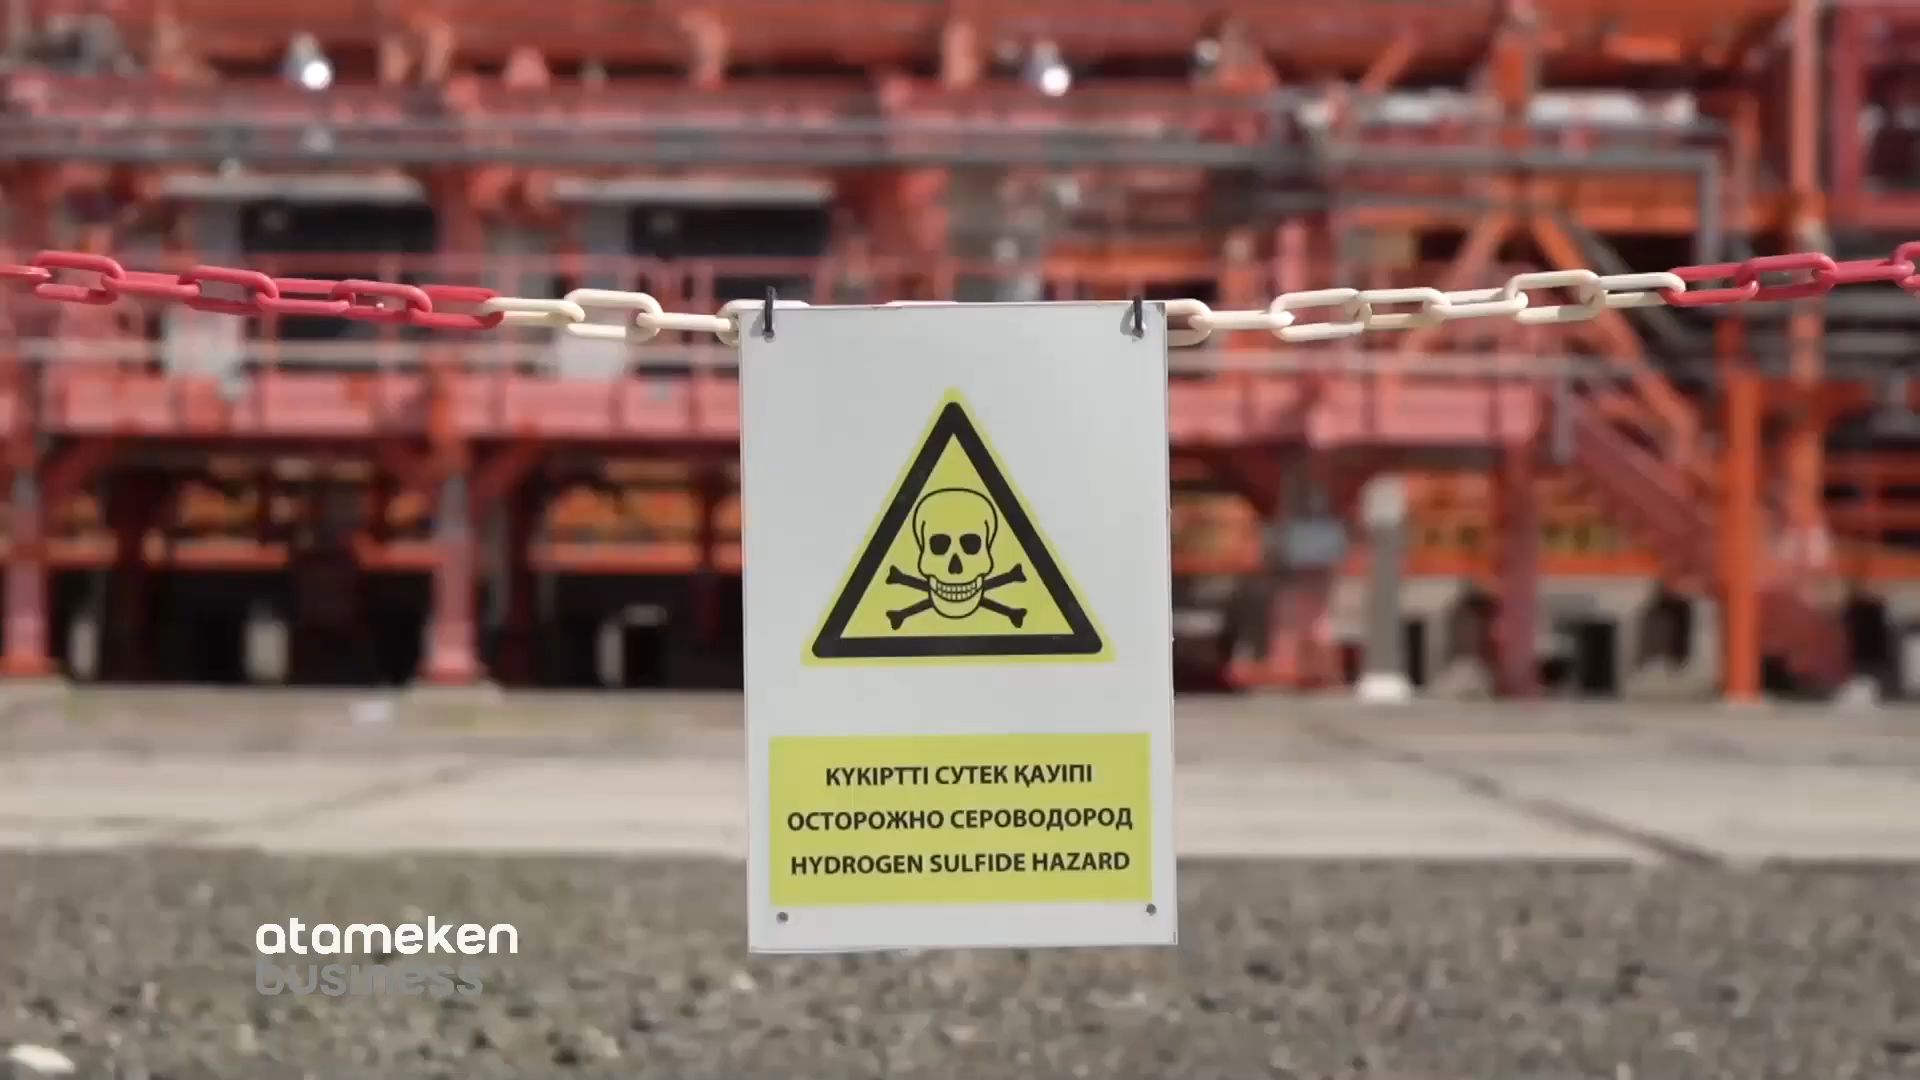 КҮКІРТТІ СУТЕК ҚАУІПІ
ОСТОРОЖНО СЕРОВОДОРОД
HYDROGEN SULFIDE HAZARD
atameken
business